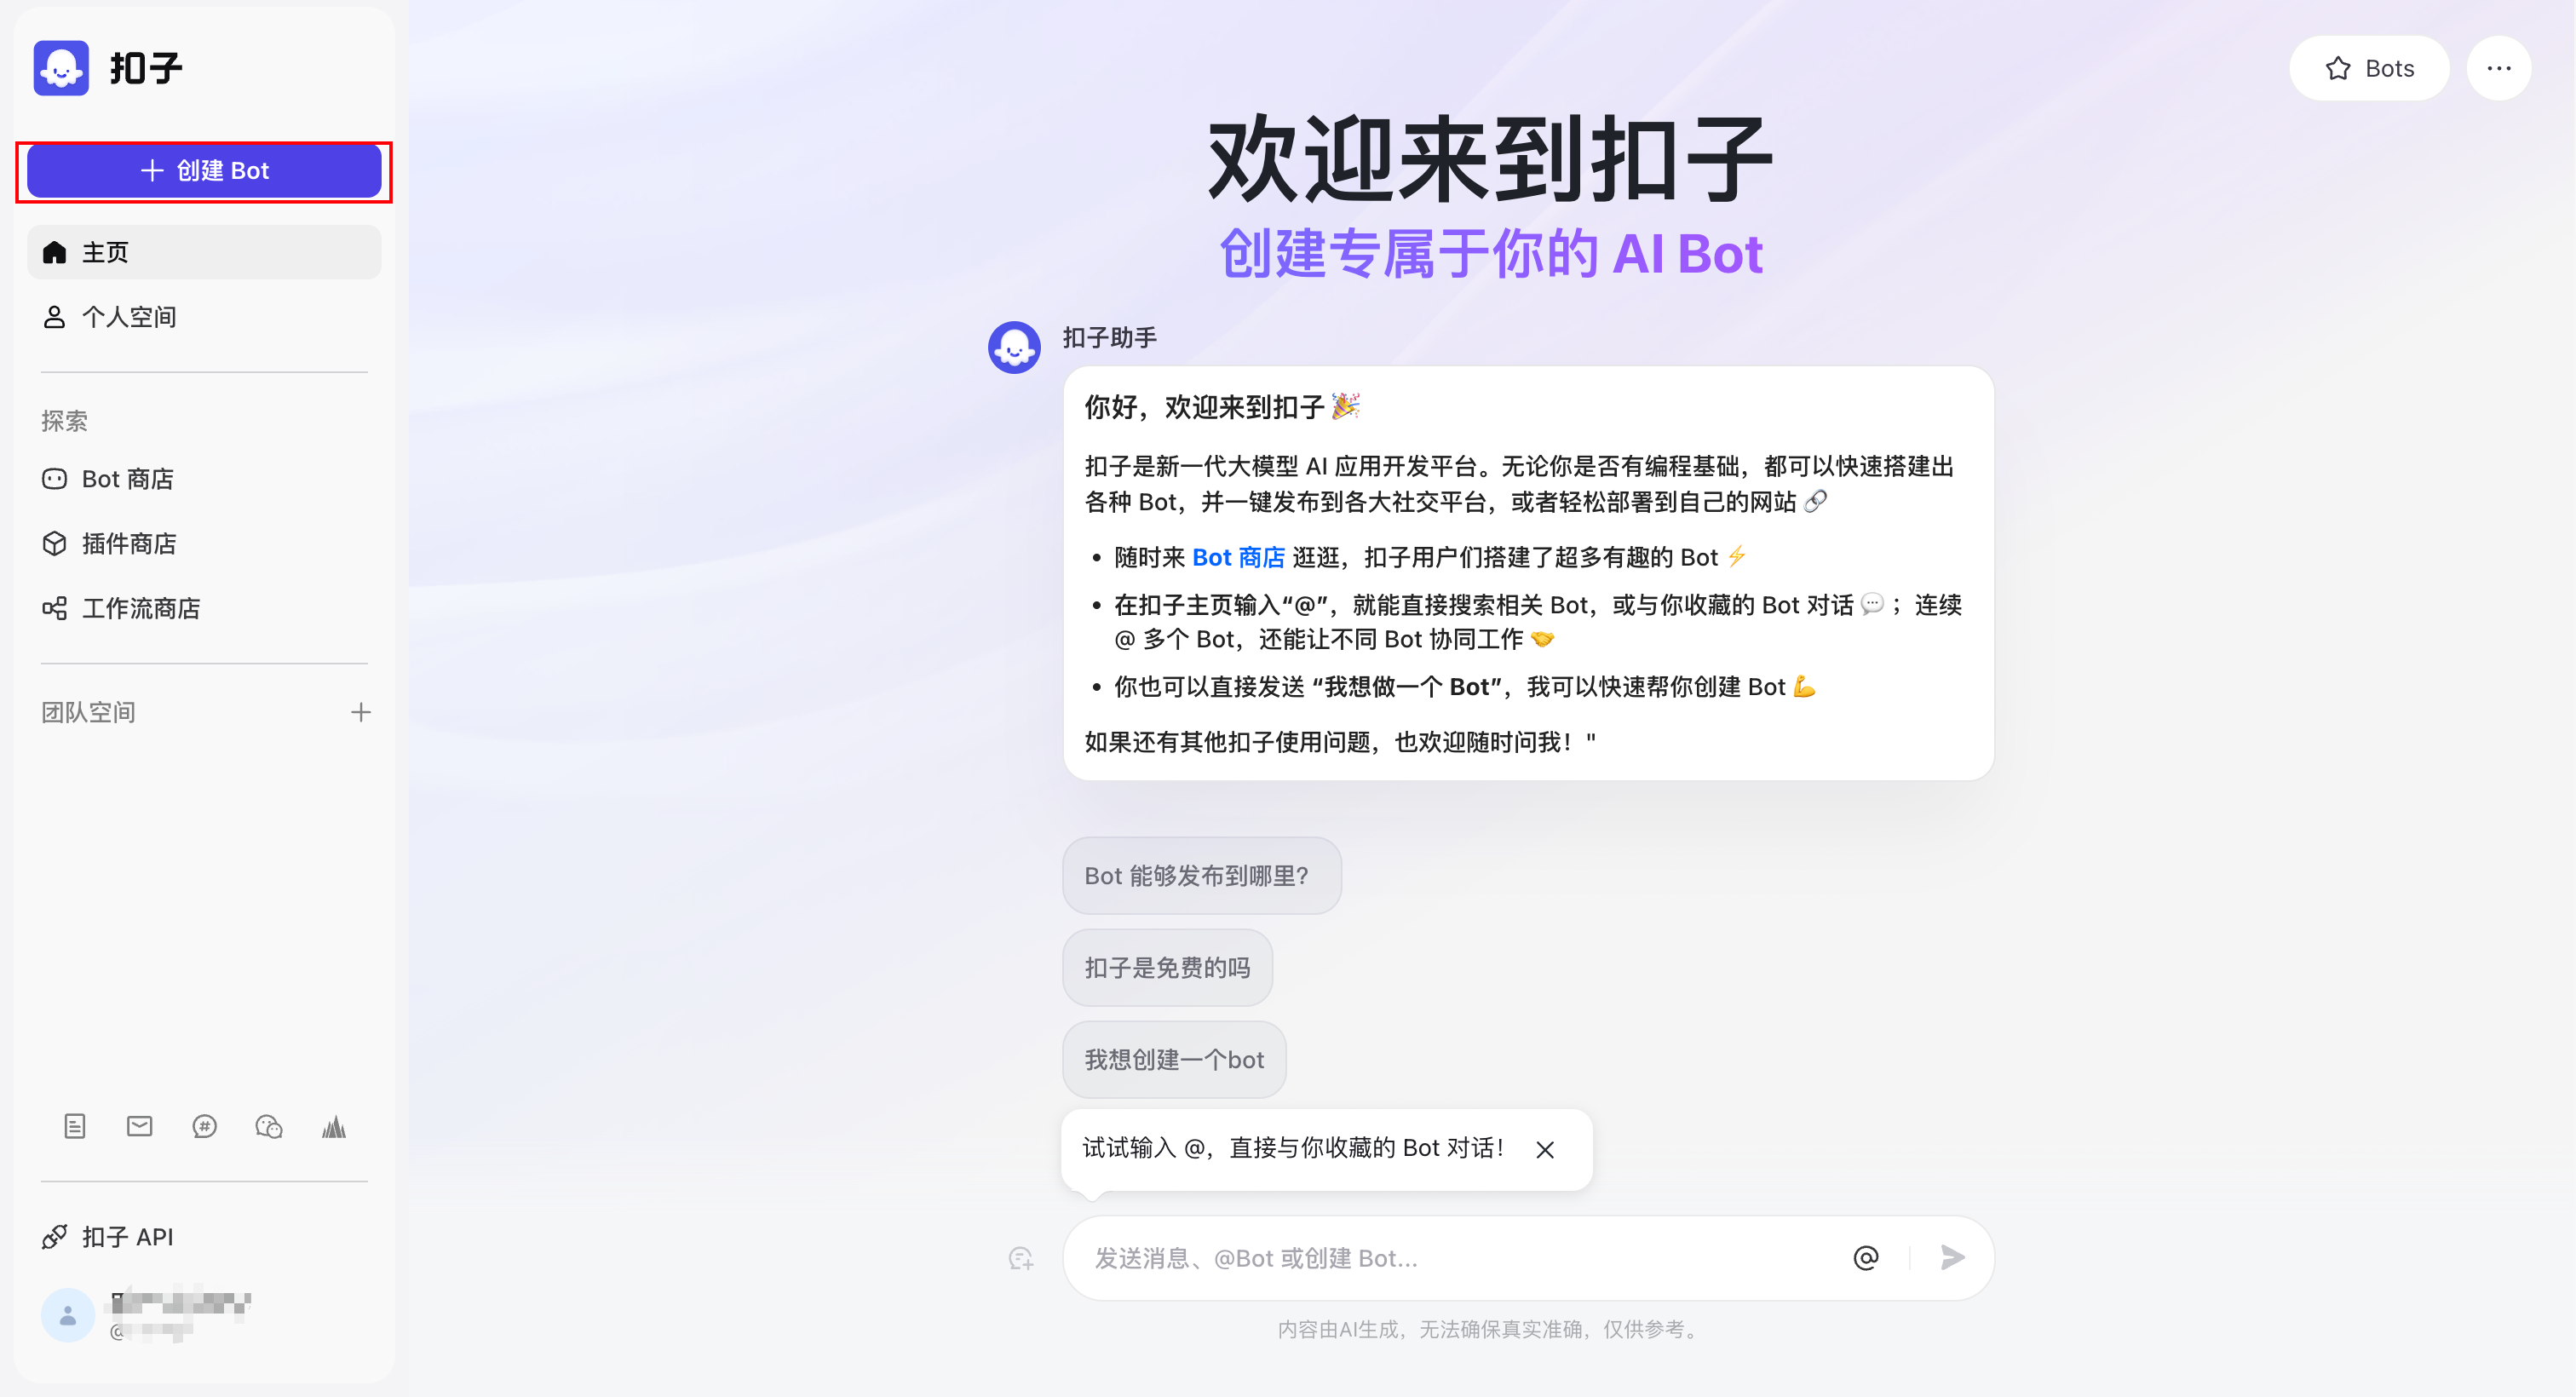 扣子
创建 Bot
主页
个人空间
探索
Bot 商店
插件商店
工作流商店
团队空间
扣子 API
@
Bots
欢迎来到扣子
创建专属于你的 AI Bot
扣子助手
你好，欢迎来到扣子🎉
扣子是新一代大模型 AI 应用开发平台。无论你是否有编程基础，都可以快速搭建出
各种 Bot，并一键发布到各大社交平台，或者轻松部署到自己的网站🔗
• 随时来 Bot 商店 逛逛，扣子用户们搭建了超多有趣的 Bot ⚡
• 在扣子主页输入“@”，就能直接搜索相关 Bot，或与你收藏的 Bot 对话💬；连续
@ 多个 Bot，还能让不同 Bot 协同工作🤝
• 你也可以直接发送 “我想做一个 Bot”，我可以快速帮你创建 Bot 💪
如果还有其他扣子使用问题，也欢迎随时问我！"
Bot 能够发布到哪里？
扣子是免费的吗
我想创建一个bot
试试输入 @，直接与你收藏的 Bot 对话！
发送消息、@Bot 或创建 Bot...
内容由AI生成，无法确保真实准确，仅供参考。